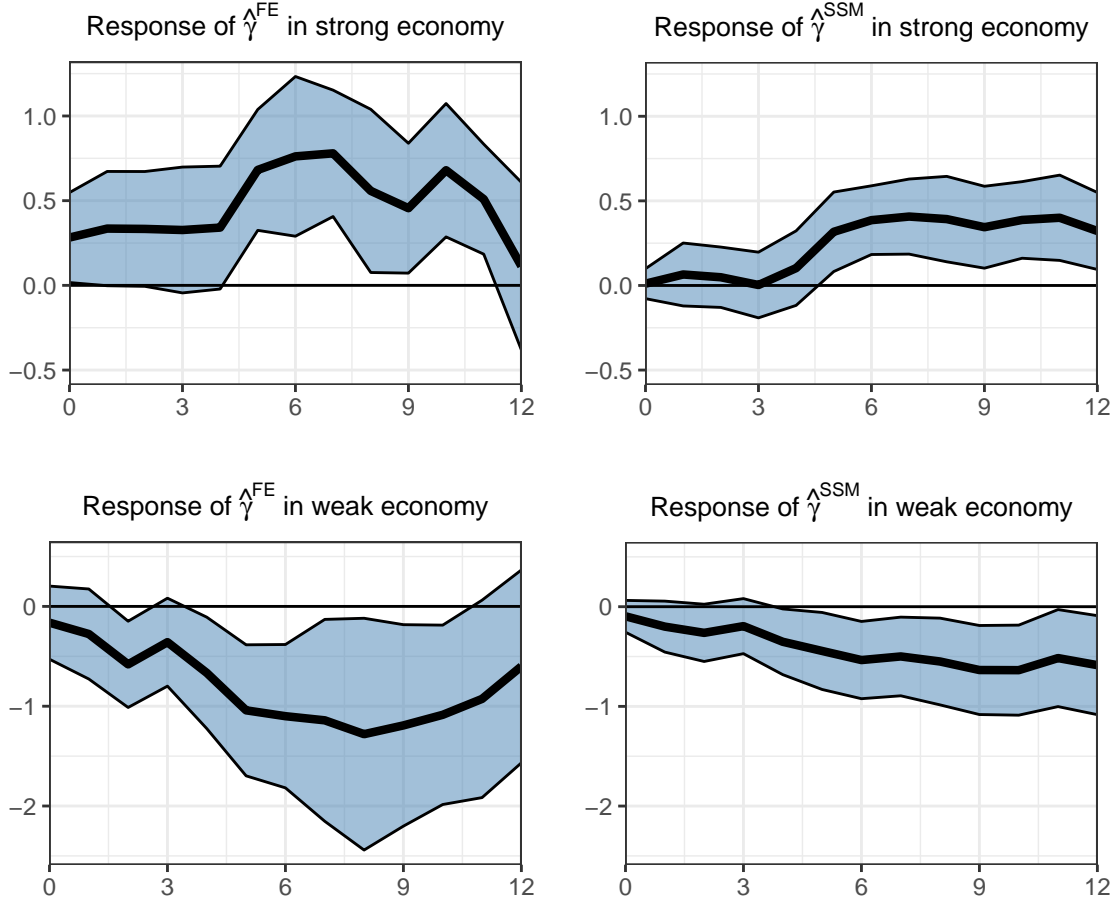 Response of γ̂^FE in strong economy
1.0
0.5
0.0
−0.5
0 3 6 9 12
Response of γ̂^SSM in strong economy
1.0
0.5
0.0
−0.5
0 3 6 9 12
Response of γ̂^FE in weak economy
0
−1
−2
0 3 6 9 12
Response of γ̂^SSM in weak economy
0
−1
−2
0 3 6 9 12